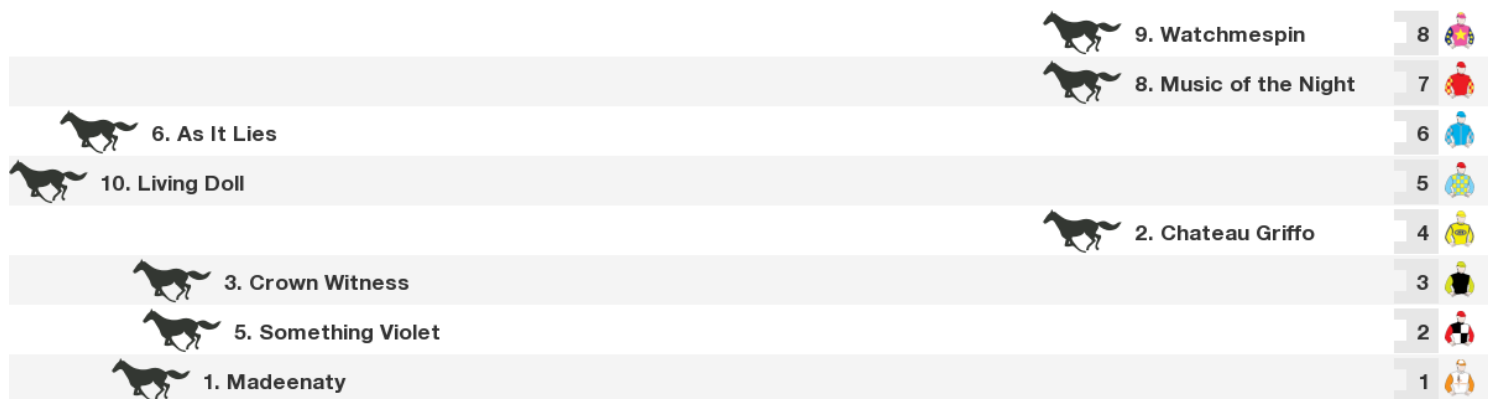 9. Watchmespin 8
8. Music of the Night 7
6. As It Lies 6
10. Living Doll 5
2. Chateau Griffo 4
3. Crown Witness 3
5. Something Violet 2
1. Madeenaty 1